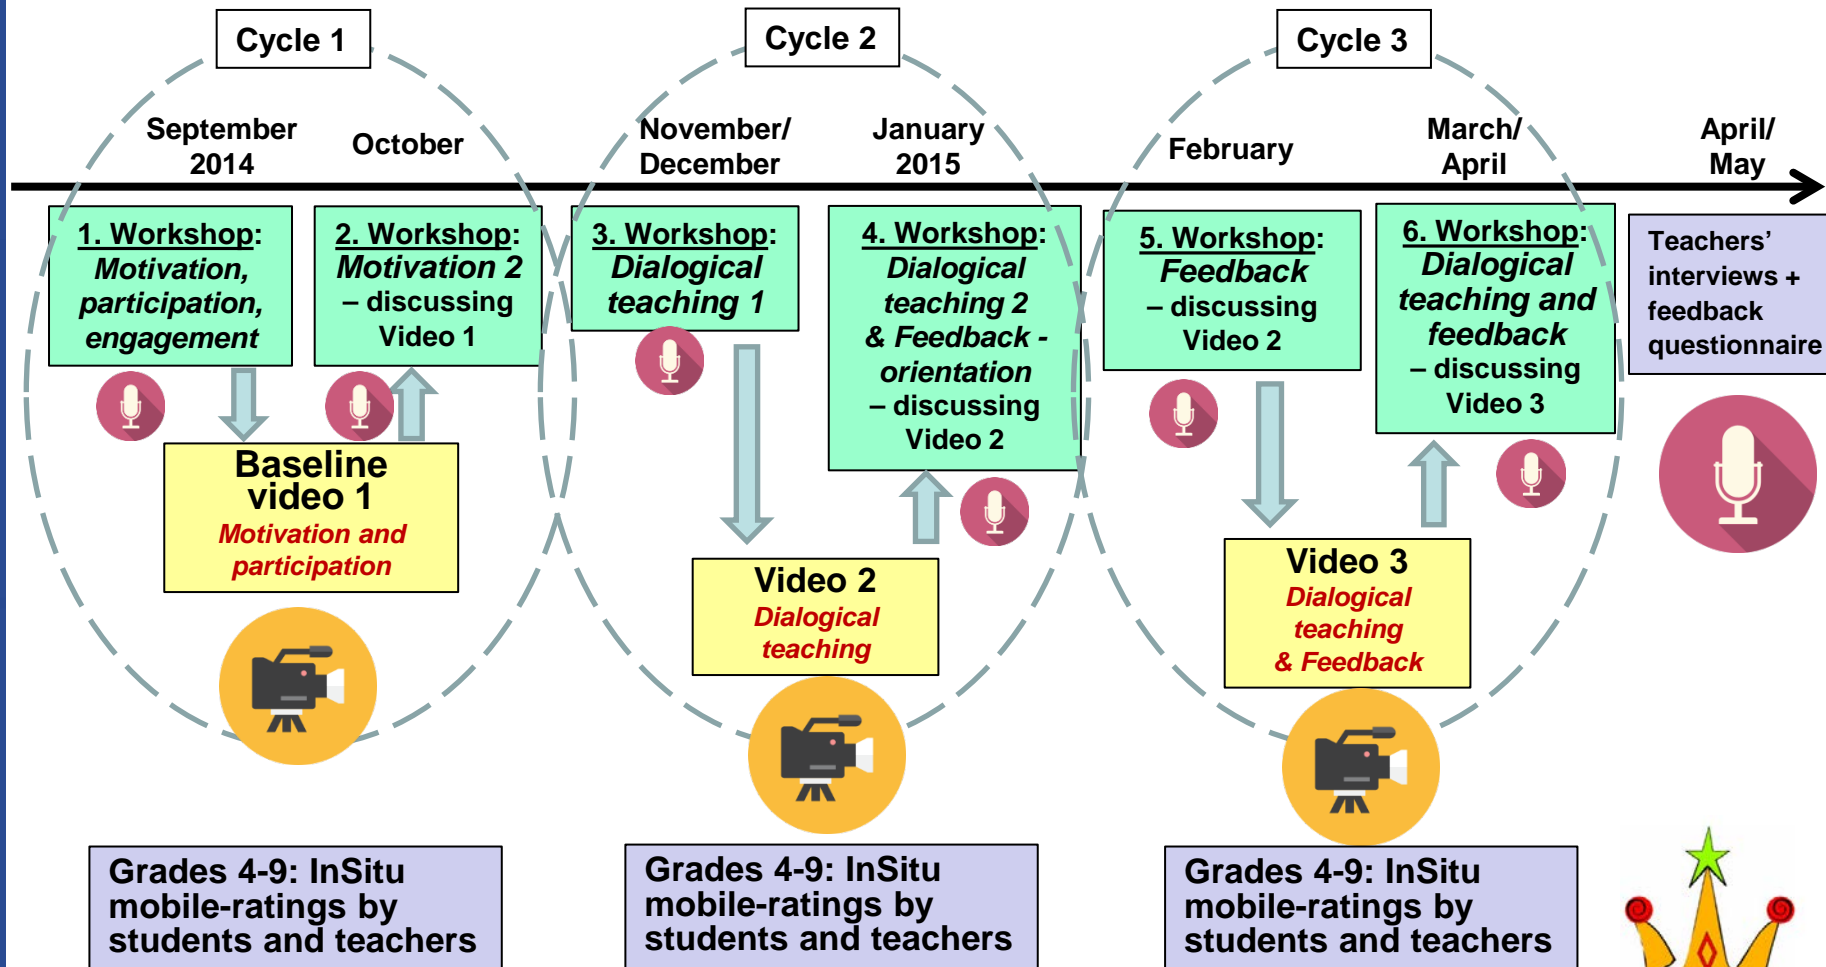 Cycle 1
Cycle 2
Cycle 3
September
2014
October
November/
December
January
2015
February
March/
April
April/
May
1. Workshop:
Motivation,
participation,
engagement
2. Workshop:
Motivation 2
– discussing
Video 1
3. Workshop:
Dialogical
teaching 1
4. Workshop:
Dialogical
teaching 2
& Feedback -
orientation
– discussing
Video 2
5. Workshop:
Feedback
– discussing
Video 2
6. Workshop:
Dialogical
teaching and
feedback
– discussing
Video 3
Teachers’
interviews +
feedback
questionnaire
Baseline
video 1
Motivation and
participation
Video 2
Dialogical
teaching
Video 3
Dialogical
teaching
& Feedback
Grades 4-9: InSitu
mobile-ratings by
students and teachers
Grades 4-9: InSitu
mobile-ratings by
students and teachers
Grades 4-9: InSitu
mobile-ratings by
students and teachers